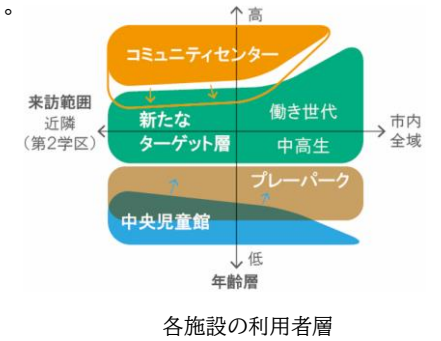 。
高
コミュニティセンター
来訪範囲
近隣
(第2学区)
新たな
ターゲット層
働き世代
中高生
市内
全域
プレーパーク
中央児童館
低
年齢層
各施設の利用者層